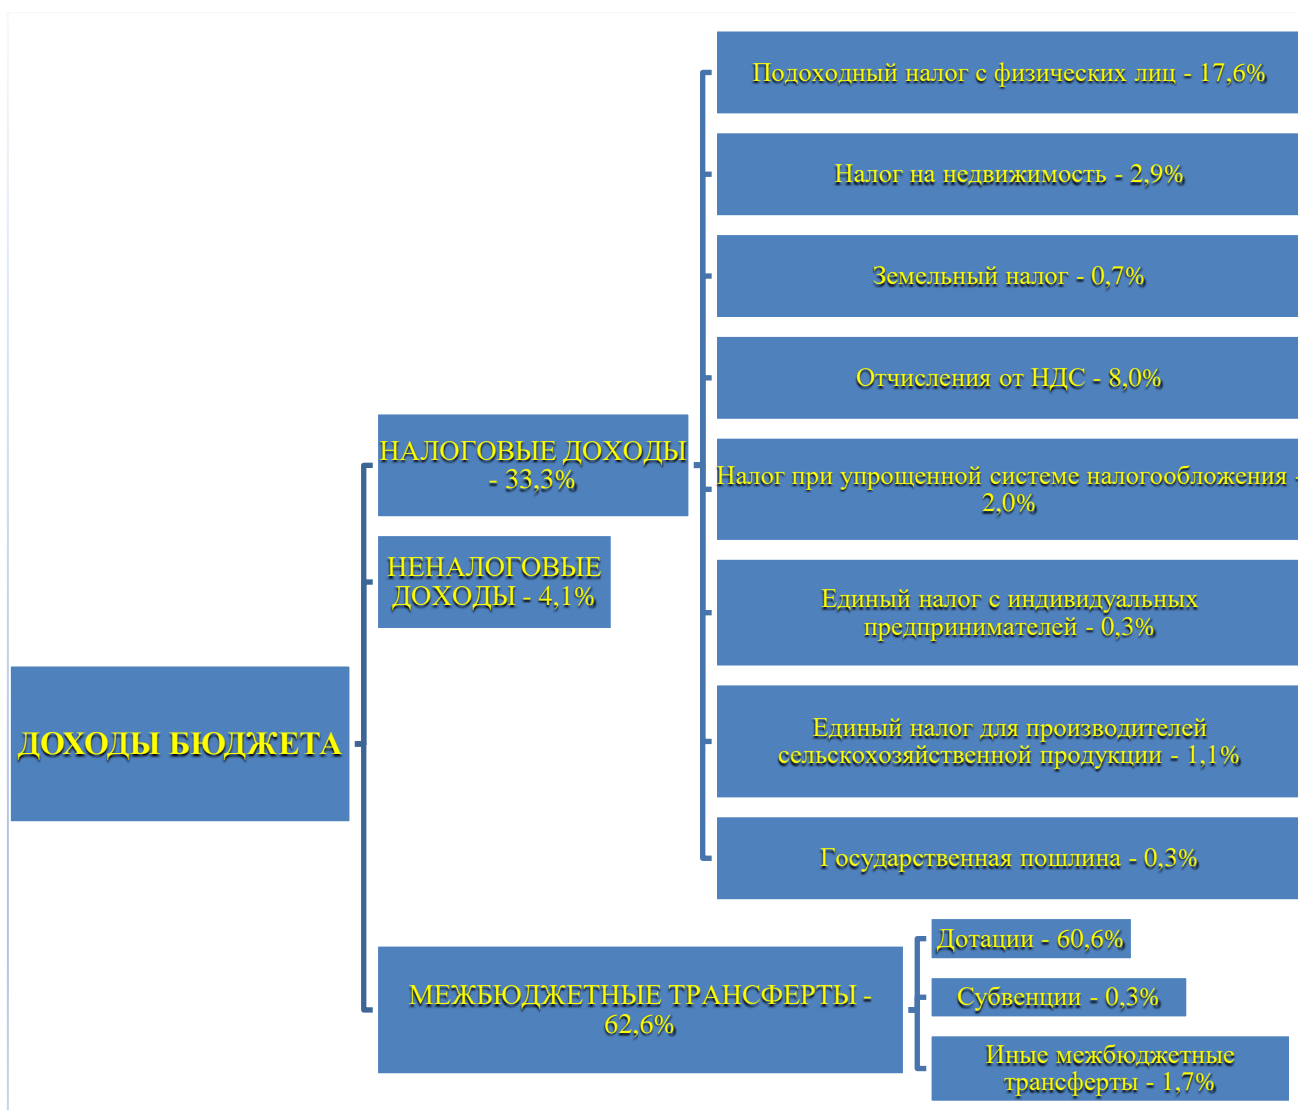 ДОХОДЫ БЮДЖЕТА
НАЛОГОВЫЕ ДОХОДЫ
- 33,3%
Подоходный налог с физических лиц - 17,6%
Налог на недвижимость - 2,9%
Земельный налог - 0,7%
Отчисления от НДС - 8,0%
Налог при упрощенной системе налогообложения -
2,0%
Единый налог с индивидуальных
предпринимателей - 0,3%
Единый налог для производителей
сельскохозяйственной продукции - 1,1%
Государственная пошлина - 0,3%
НЕНАЛОГОВЫЕ
ДОХОДЫ - 4,1%
МЕЖБЮДЖЕТНЫЕ ТРАНСФЕРТЫ -
62,6%
Дотации - 60,6%
Субвенции - 0,3%
Иные межбюджетные
трансферты - 1,7%